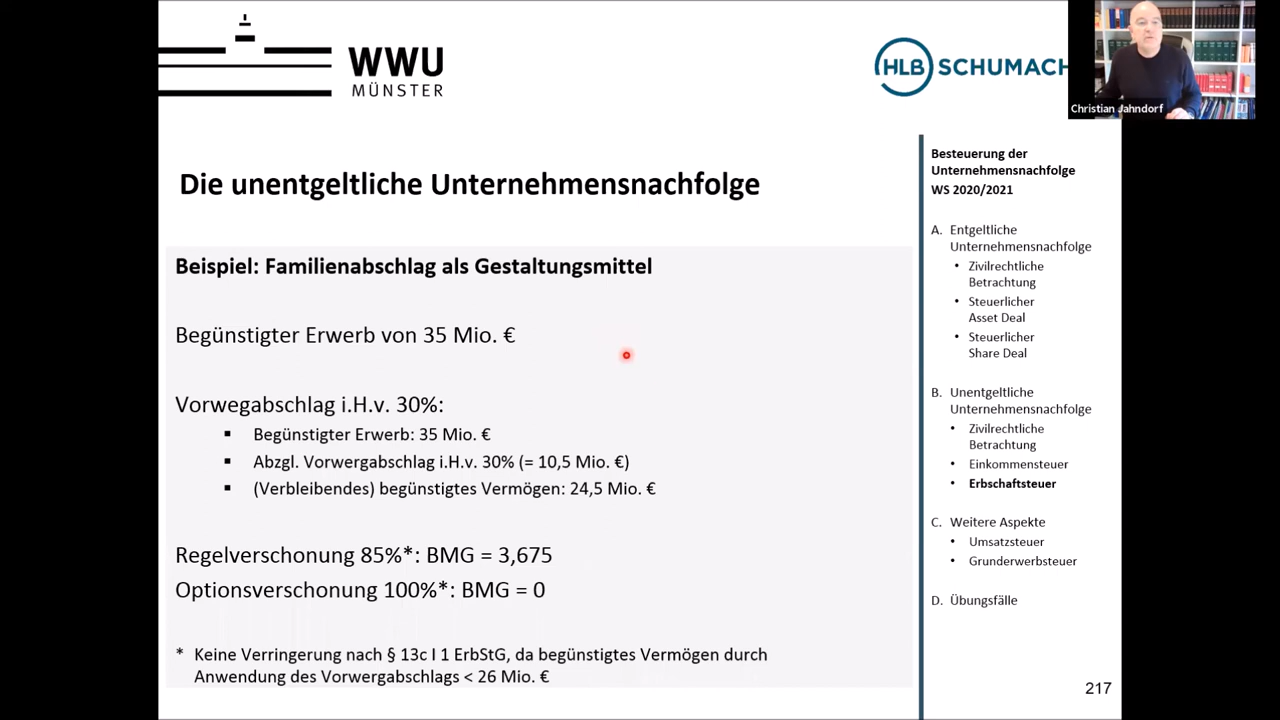 WWU
MÜNSTER
HLB SCHUMACH
Christian Jahndorf
Die unentgeltliche Unternehmensnachfolge
Beispiel: Familienabschlag als Gestaltungsmittel
Begünstigter Erwerb von 35 Mio. €
Vorwegabschlag i.H.v. 30%:
▪ Begünstigter Erwerb: 35 Mio. €
▪ Abzgl. Vorwergabschlag i.H.v. 30% (= 10,5 Mio. €)
▪ (Verbleibendes) begünstigtes Vermögen: 24,5 Mio. €
Regelverschonung 85%*: BMG = 3,675
Optionsverschonung 100%*: BMG = 0
* Keine Verringerung nach § 13c I 1 ErbStG, da begünstigtes Vermögen durch
Anwendung des Vorwergabschlags < 26 Mio. €
Besteuerung der
Unternehmensnachfolge
WS 2020/2021
A. Entgeltliche
Unternehmensnachfolge
• Zivilrechtliche
Betrachtung
• Steuerlicher
Asset Deal
• Steuerlicher
Share Deal
B. Unentgeltliche
Unternehmensnachfolge
• Zivilrechtliche
Betrachtung
• Einkommensteuer
• Erbschaftsteuer
C. Weitere Aspekte
• Umsatzsteuer
• Grunderwerbsteuer
D. Übungsfälle
217